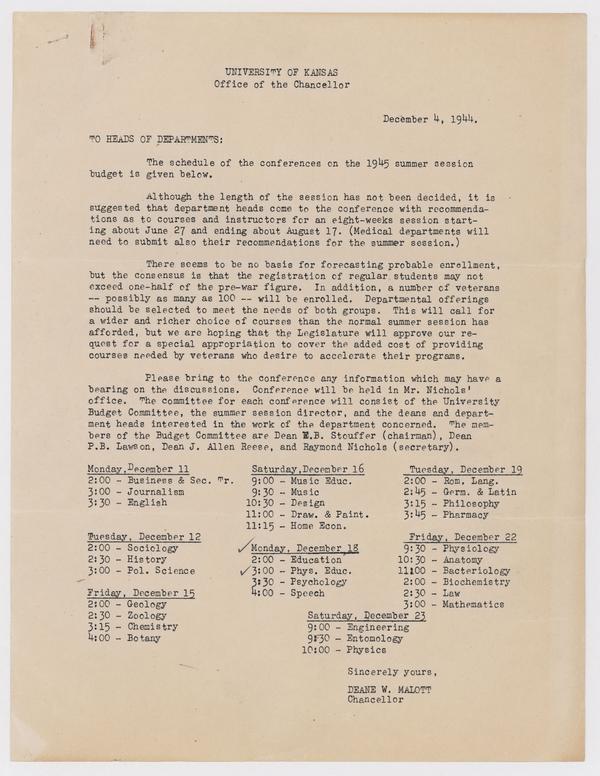 UNIVERSITY OF KANSAS
Office of the Chancellor
December 4, 1944.
TO HEADS OF DEPARTMENTS:
The schedule of the conferences on the 1945 summer session
budget is given below.
Although the length of the session has not been decided, it is
suggested that department heads come to the conference with recommenda-
tions as to courses and instructors for an eight-weeks session start-
ing about June 27 and ending about August 17. (Medical departments will
need to submit also their recommendations for the summer session.)
There seems to be no basis for forecasting probable enrollment,
but the consensus is that the registration of regular students may not
exceed one-half of the pre-war figure. In addition, a number of veterans
-- possibly as many as 100 -- will be enrolled. Departmental offerings
should be selected to meet the needs of both groups. This will call for
a wider and richer choice of courses than the normal summer session has
afforded, but we are hoping that the Legislature will approve our re-
quest for a special appropriation to cover the added cost of providing
courses needed by veterans who desire to accelerate their programs.
Please bring to the conference any information which may have a
bearing on the discussions. Conference will be held in Mr. Nichols'
office. The committee for each conference will consist of the University
Budget Committee, the summer session director, and the deans and depart-
ment heads interested in the work of the department concerned. The mem-
bers of the Budget Committee are Dean E.B. Stouffer (chairman), Dean
P.B. Lawson, Dean J. Allen Reese, and Raymond Nichols (secretary).
Monday, December 11
2:00 - Business & Sec. Tr.
3:00 - Journalism
3:30 - English
Tuesday, December 12
2:00 - Sociology
2:30 - History
3:00 - Pol. Science
Friday, December 15
2:00 - Geology
2:30 - Zoology
3:15 - Chemistry
4:00 - Botany
Saturday, December 16
9:00 - Music Educ.
9:30 - Music
10:30 - Design
11:00 - Draw. & Paint.
11:15 - Home Econ.
✓ Monday, December 18
2:00 - Education
✓ 3:00 - Phys. Educ.
3:30 - Psychology
4:00 - Speech
Tuesday, December 19
2:00 - Rom. Lang.
2:45 - Germ. & Latin
3:15 - Philosophy
3:45 - Pharmacy
Friday, December 22
9:30 - Physiology
10:30 - Anatomy
11:00 - Bacteriology
2:00 - Biochemistry
2:30 - Law
3:00 - Mathematics
Saturday, December 23
9:00 - Engineering
9:30 - Entomology
10:00 - Physics
Sincerely yours,
DEANE W. MALOTT
Chancellor